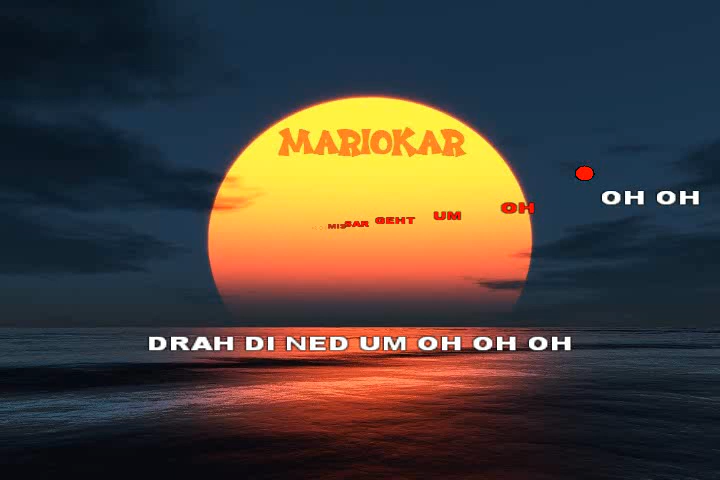 MARIOKAR
SAR GEHT UM OH OH OH
DRAH DI NED UM OH OH OH